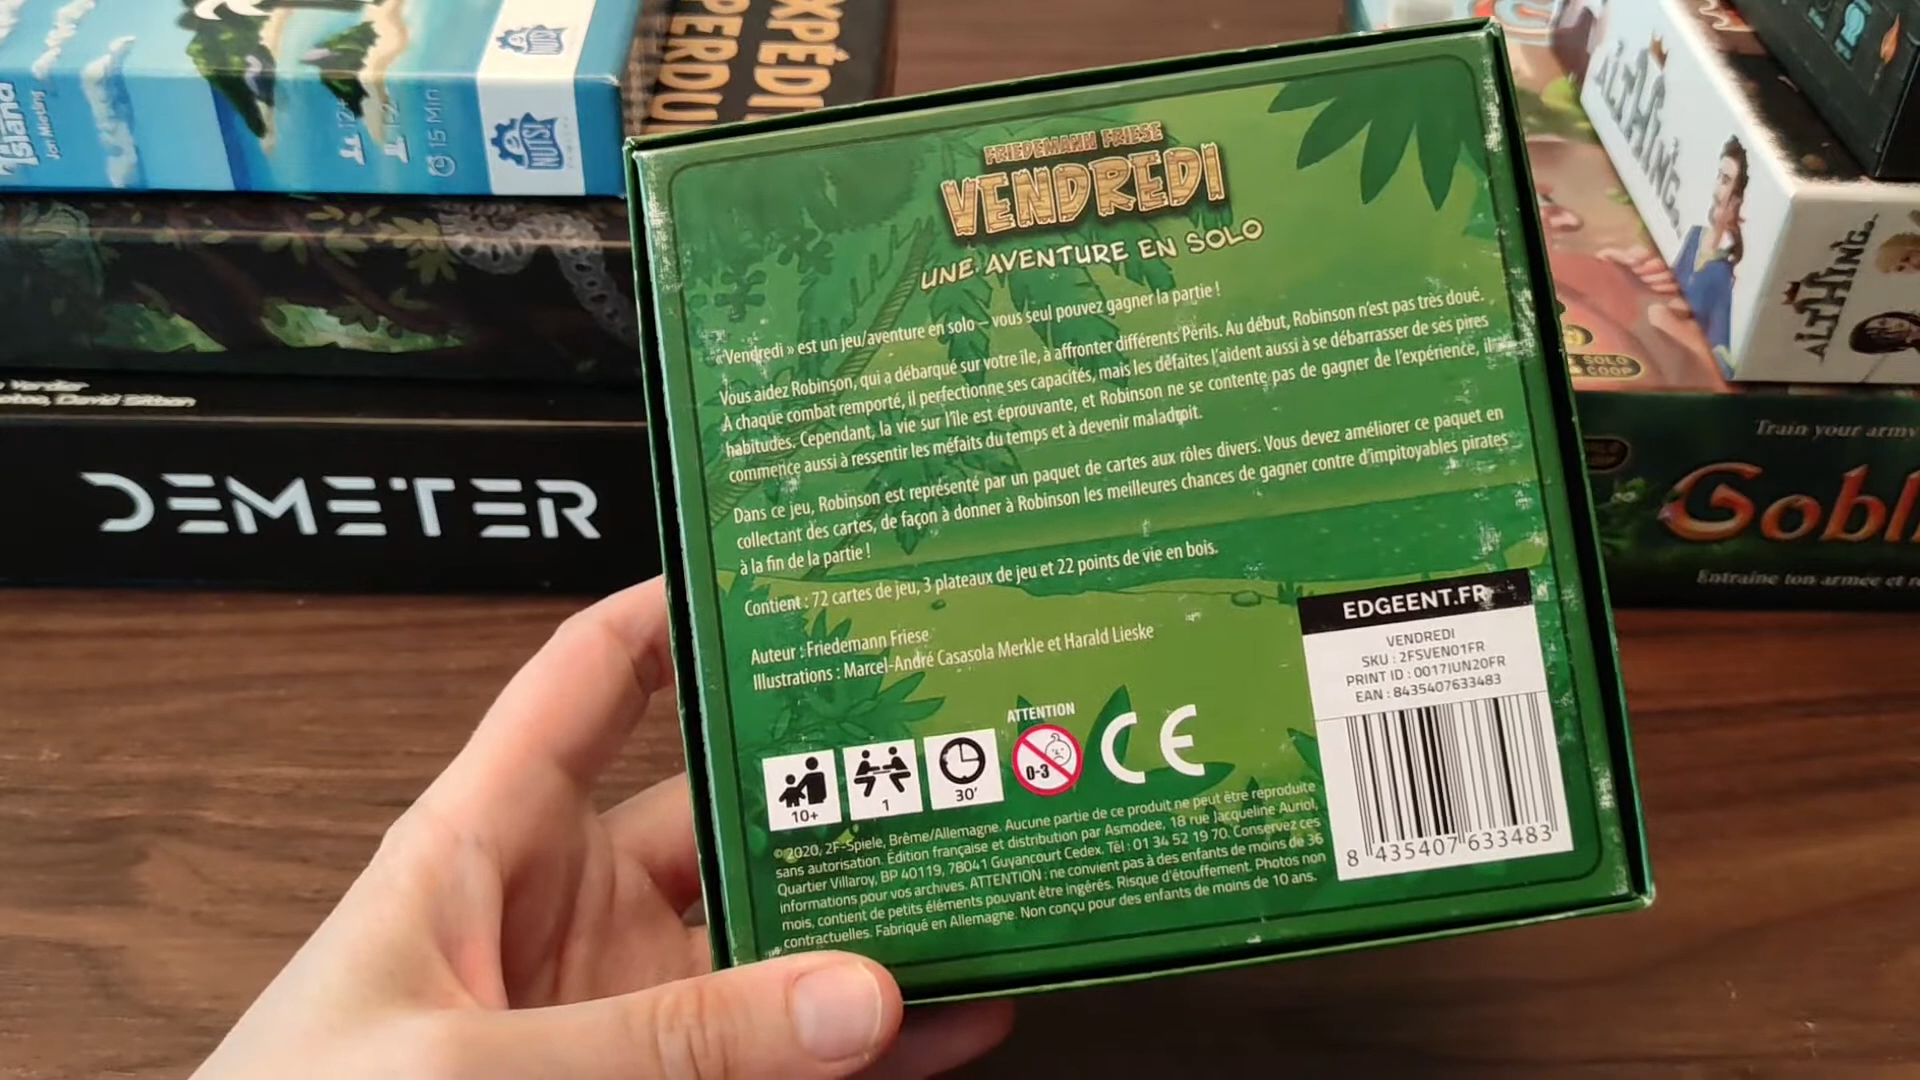 Island
Jon Mietling
12+
1-2
15 Min
NUTS!
NUTS!
EXPÉDI
PERDU
Verdier
David Sitbon
DEMETER
ALTHING.
ALTHING.
SOLO
COOP
Train your army
Gobl
Entraîne ton armée et r
FRIEDEMANN FRIESE
VENDREDI
UNE AVENTURE EN SOLO
«Vendredi » est un jeu/aventure en solo – vous seul pouvez gagner la partie !
Vous aidez Robinson, qui a débarqué sur votre île, à affronter différents Périls. Au début, Robinson n'est pas très doué.
À chaque combat remporté, il perfectionne ses capacités, mais les défaites l'aident aussi à se débarrasser de ses pires
habitudes. Cependant, la vie sur l'île est éprouvante, et Robinson ne se contente pas de gagner de l'expérience, il
commence aussi à ressentir les méfaits du temps et à devenir maladroit.
Dans ce jeu, Robinson est représenté par un paquet de cartes aux rôles divers. Vous devez améliorer ce paquet en
collectant des cartes, de façon à donner à Robinson les meilleures chances de gagner contre d'impitoyables pirates
à la fin de la partie !
Contient : 72 cartes de jeu, 3 plateaux de jeu et 22 points de vie en bois.
Auteur : Friedemann Friese
Illustrations : Marcel-André Casasola Merkle et Harald Lieske
EDGEENT.FR
VENDREDI
SKU : 2FSVEN01FR
PRINT ID : 0017JUN20FR
EAN : 8435407633483
8 435407 633483
ATTENTION
10+
1
30'
0-3
CE
© 2020, 2F-Spiele, Brême/Allemagne. Aucune partie de ce produit ne peut être reproduite
sans autorisation. Édition française et distribution par Asmodee, 18 rue Jacqueline Auriol,
Quartier Villaroy, BP 40119, 78041 Guyancourt Cedex. Tél : 01 34 52 19 70. Conservez ces
informations pour vos archives. ATTENTION : ne convient pas à des enfants de moins de 36
mois, contient de petits éléments pouvant être ingérés. Risque d'étouffement. Photos non
contractuelles. Fabriqué en Allemagne. Non conçu pour des enfants de moins de 10 ans.